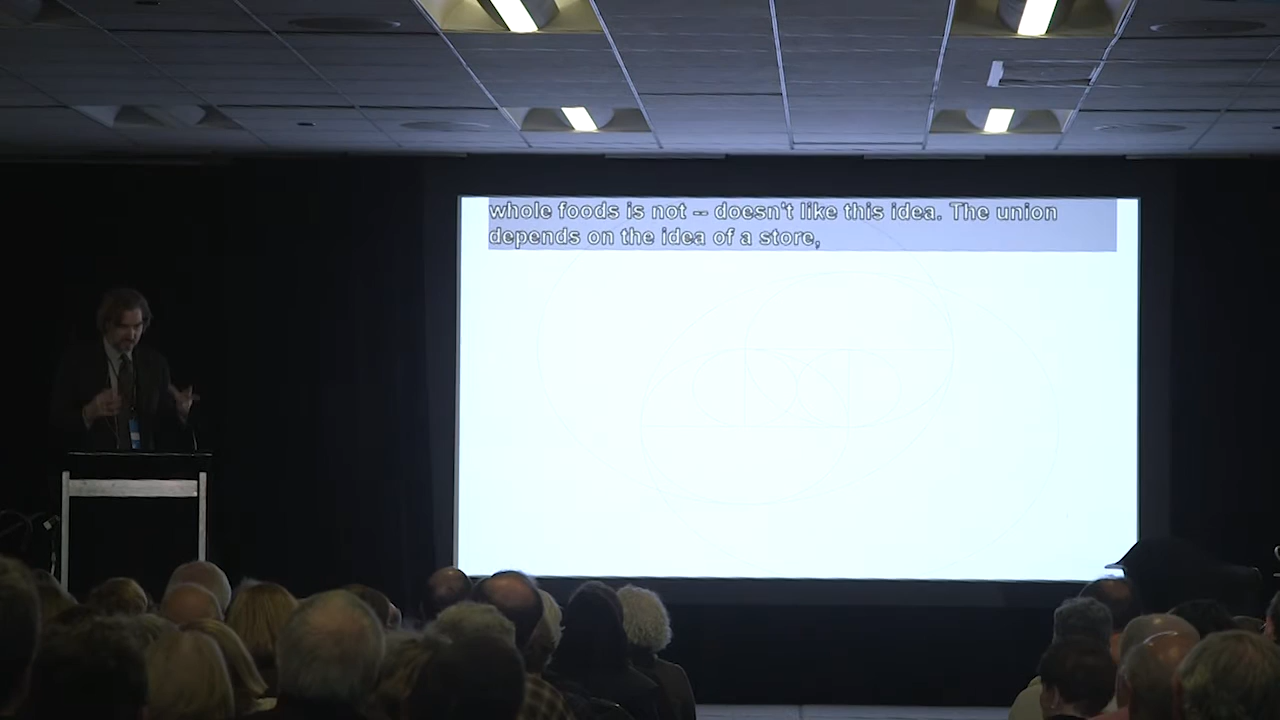 whole foods is not -- doesn't like this idea. The union
depends on the idea of a store,